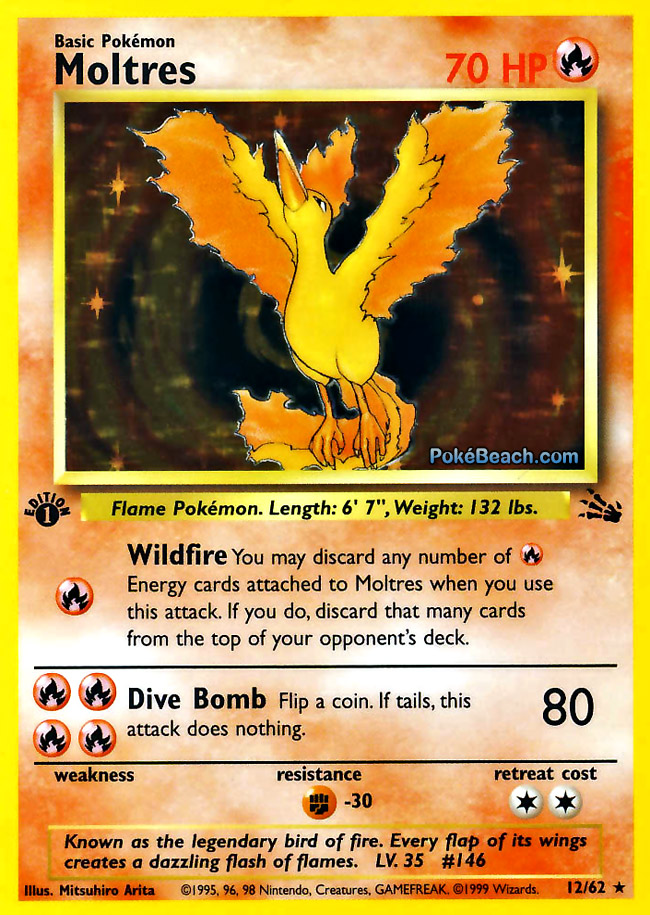 Basic Pokémon
Moltres
70 HP
PokéBeach.com
EDITION
1
Flame Pokémon. Length: 6' 7", Weight: 132 lbs.
Wildfire You may discard any number of
Energy cards attached to Moltres when you use
this attack. If you do, discard that many cards
from the top of your opponent's deck.
Dive Bomb Flip a coin. If tails, this
attack does nothing.
80
weakness
resistance
retreat cost
-30
Known as the legendary bird of fire. Every flap of its wings
creates a dazzling flash of flames. LV. 35 #146
Illus. Mitsuhiro Arita ©1995, 96, 98 Nintendo, Creatures, GAMEFREAK. ©1999 Wizards. 12/62 ★